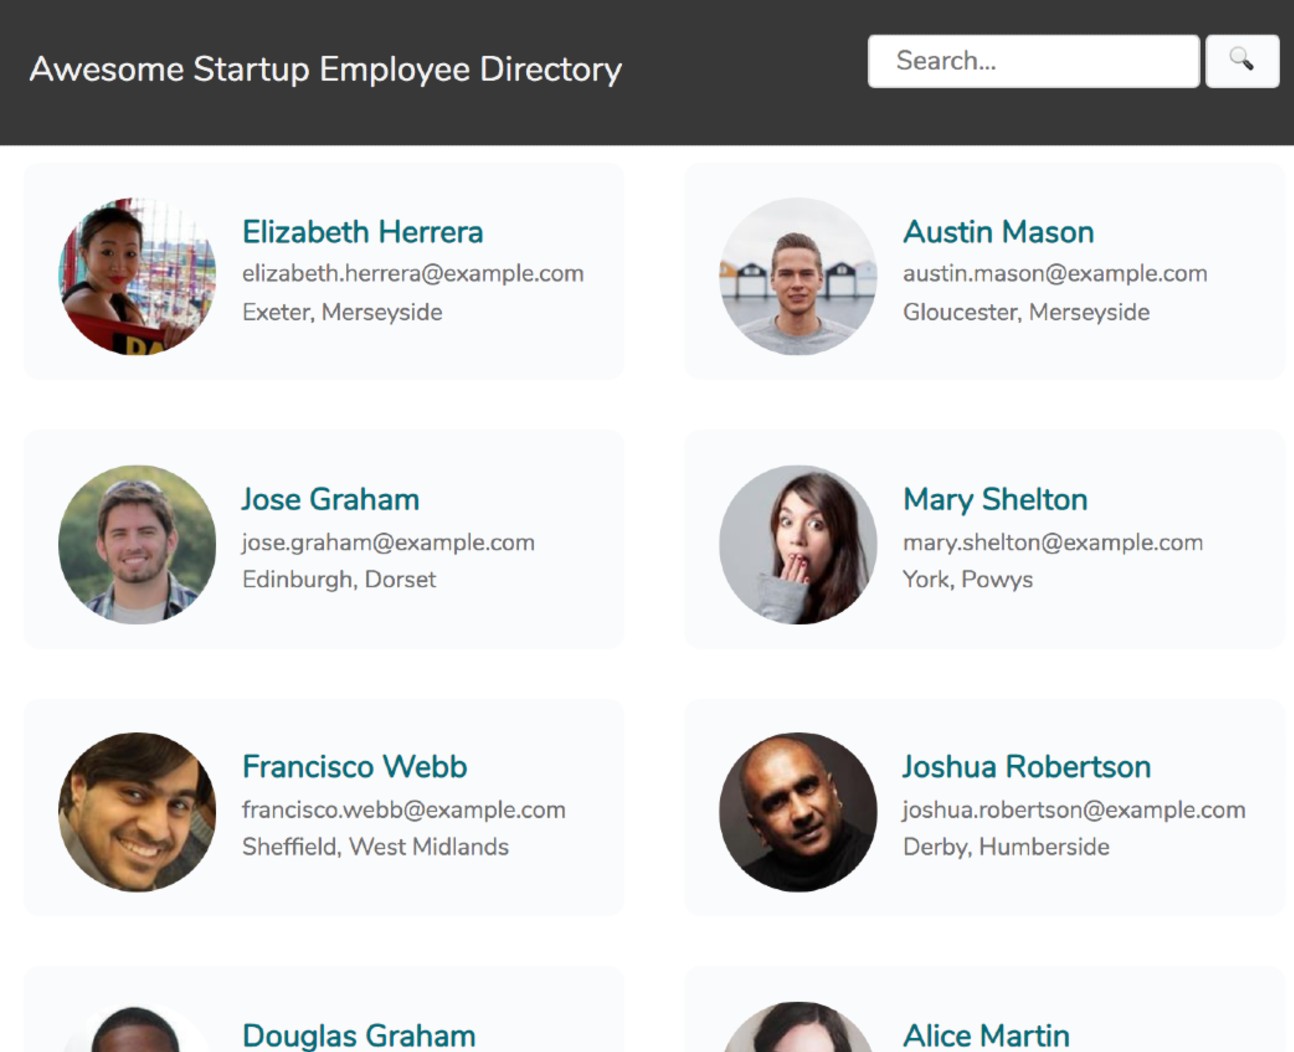 Awesome Startup Employee Directory
Search...
Elizabeth Herrera
elizabeth.herrera@example.com
Exeter, Merseyside
Austin Mason
austin.mason@example.com
Gloucester, Merseyside
Jose Graham
jose.graham@example.com
Edinburgh, Dorset
Mary Shelton
mary.shelton@example.com
York, Powys
Francisco Webb
francisco.webb@example.com
Sheffield, West Midlands
Joshua Robertson
joshua.robertson@example.com
Derby, Humberside
Douglas Graham
Alice Martin